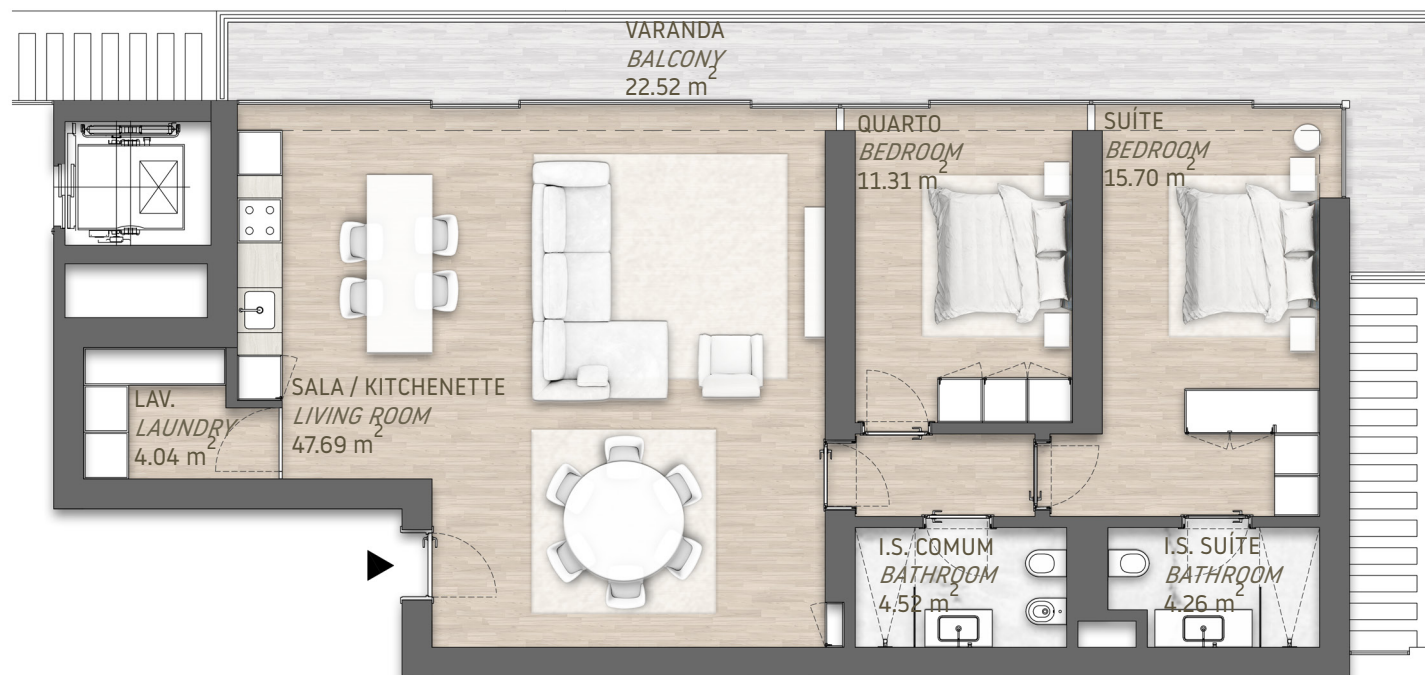 VARANDA
BALCONY
22.52 m²
QUARTO
BEDROOM
11.31 m²
SUÍTE
BEDROOM
15.70 m²
SALA / KITCHENETTE
LIVING ROOM
47.69 m²
LAV.
LAUNDRY
4.04 m²
I.S. COMUM
BATHROOM
4.52 m²
I.S. SUÍTE
BATHROOM
4.26 m²